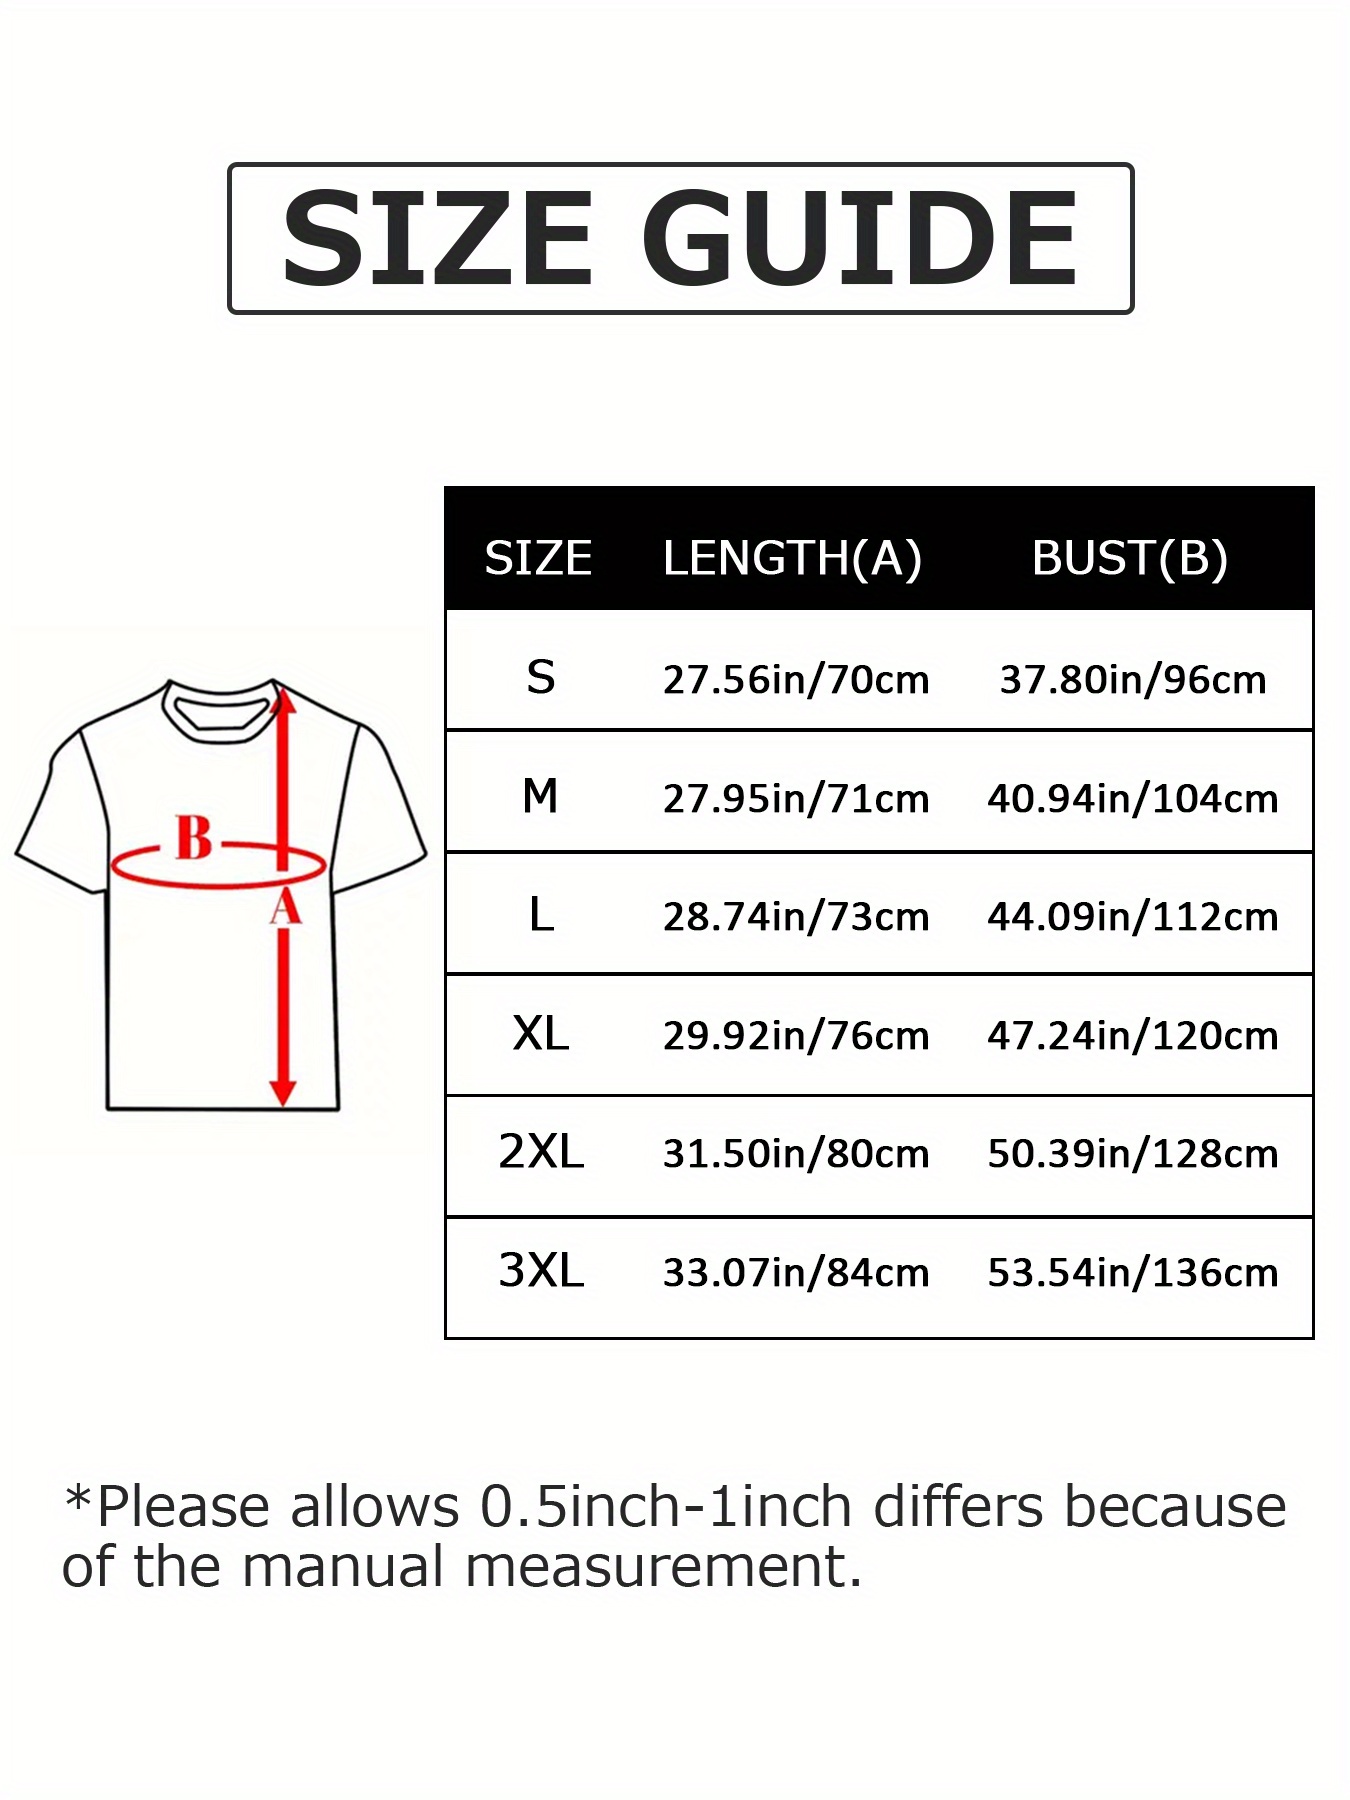 SIZE GUIDE
SIZE LENGTH(A) BUST(B)
S 27.56in/70cm 37.80in/96cm
M 27.95in/71cm 40.94in/104cm
L 28.74in/73cm 44.09in/112cm
XL 29.92in/76cm 47.24in/120cm
2XL 31.50in/80cm 50.39in/128cm
3XL 33.07in/84cm 53.54in/136cm
B
A
*Please allows 0.5inch-1inch differs because
of the manual measurement.